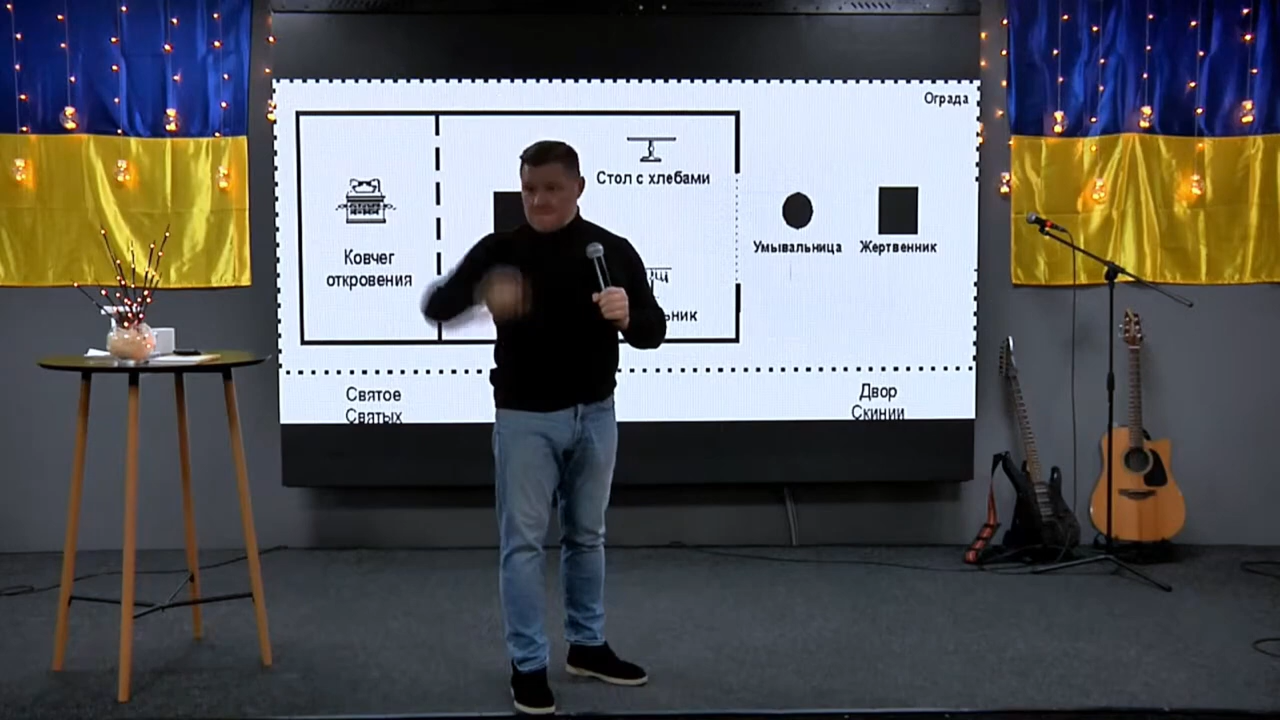 Ограда
Стол с хлебами
Ковчег
откровения
Умывальница
Жертвенник
Святое
Святых
Двор
Скинии